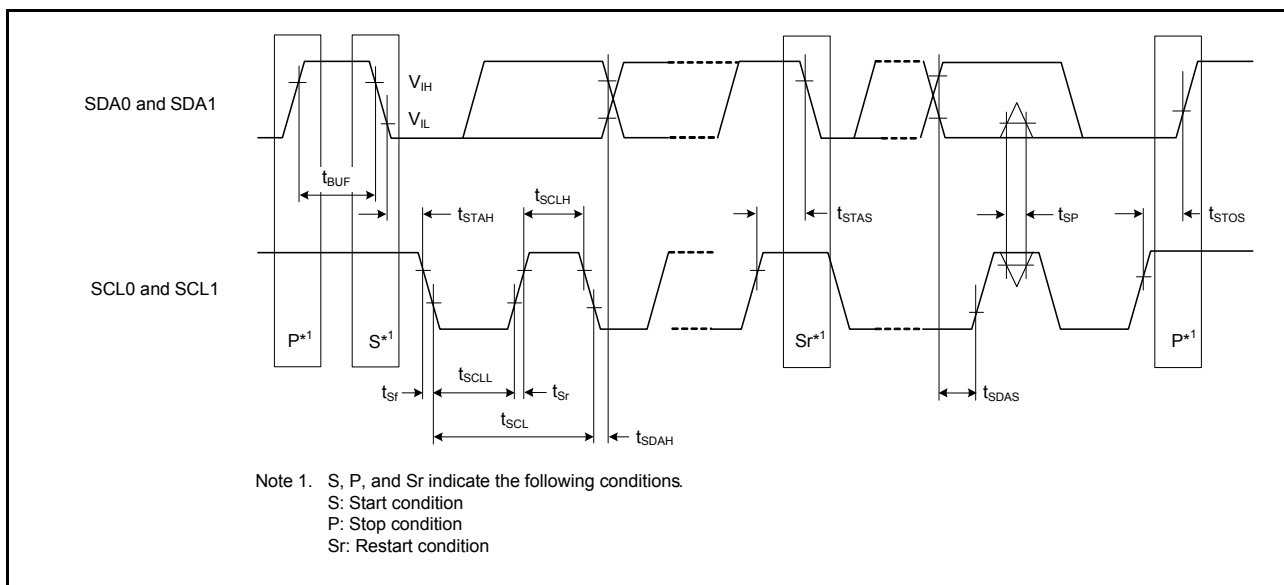 SDA0 and SDA1
VIH
VIL
tBUF
tSTAH
tSCLH
tSTAS
tSP
tSTOS
SCL0 and SCL1
P*1
S*1
Sr*1
P*1
tSf
tSCLL
tSr
tSDAS
tSCL
tSDAH
Note 1. S, P, and Sr indicate the following conditions.
S: Start condition
P: Stop condition
Sr: Restart condition